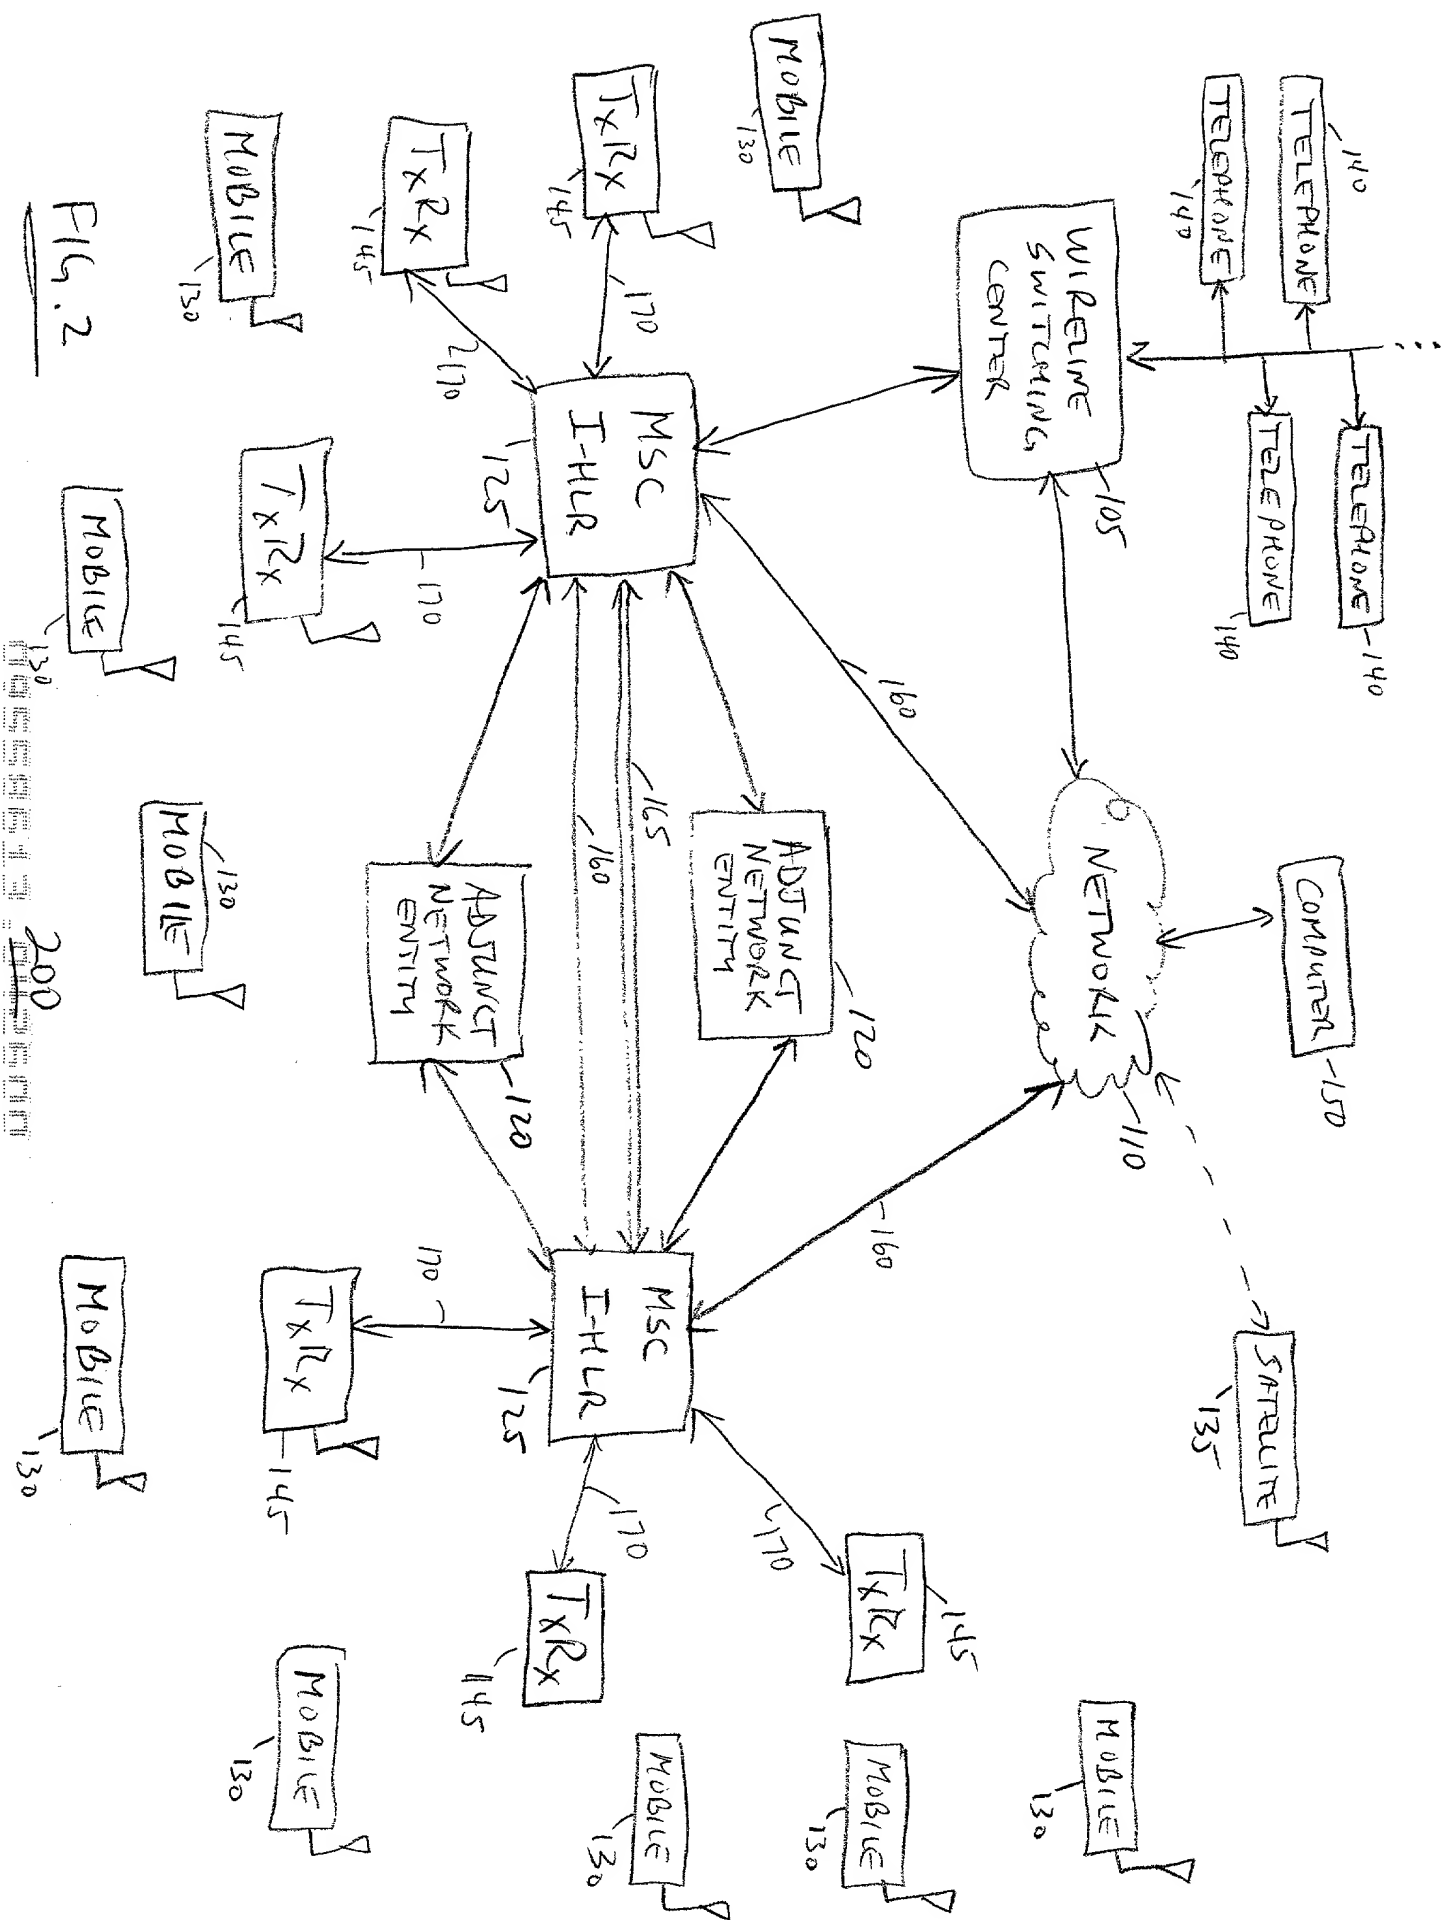 140
TELEPHONE
TELEPHONE -140
TELEPHONE
140
TELEPHONE
140
COMPUTER -150
SATELLITE
135
WIRELINE
SWITCHING
CENTER
-105
NETWORK
-110
MOBILE
130
160
-160
MOBILE
130
ADJUNCT
NETWORK
ENTITY
-120
TxRx
145
170
MOBILE
130
MSC
I-HLR
125
-165
160
MSC
I-HLR
125
TxRx
145
170
170
TxRx
145
MOBILE
130
TxRx
145
170
ADJUNCT
NETWORK
ENTITY
-120
170
TxRx
145
-170
TxRx
-145
MOBILE
130
MOBILE
130
130
MOBILE
MOBILE
130
MOBILE
130
FIG. 2
200